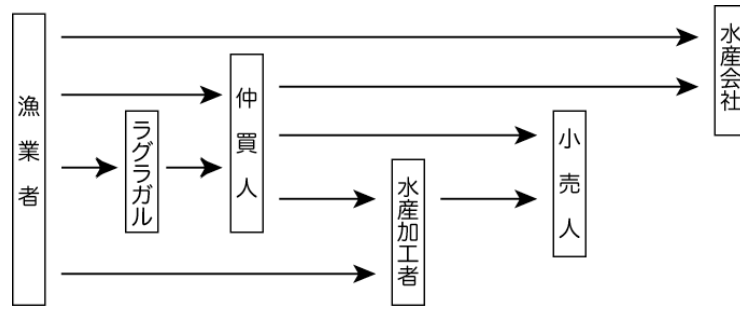 漁業者
ラグラガル
仲買人
水産加工者
小売人
水産会社